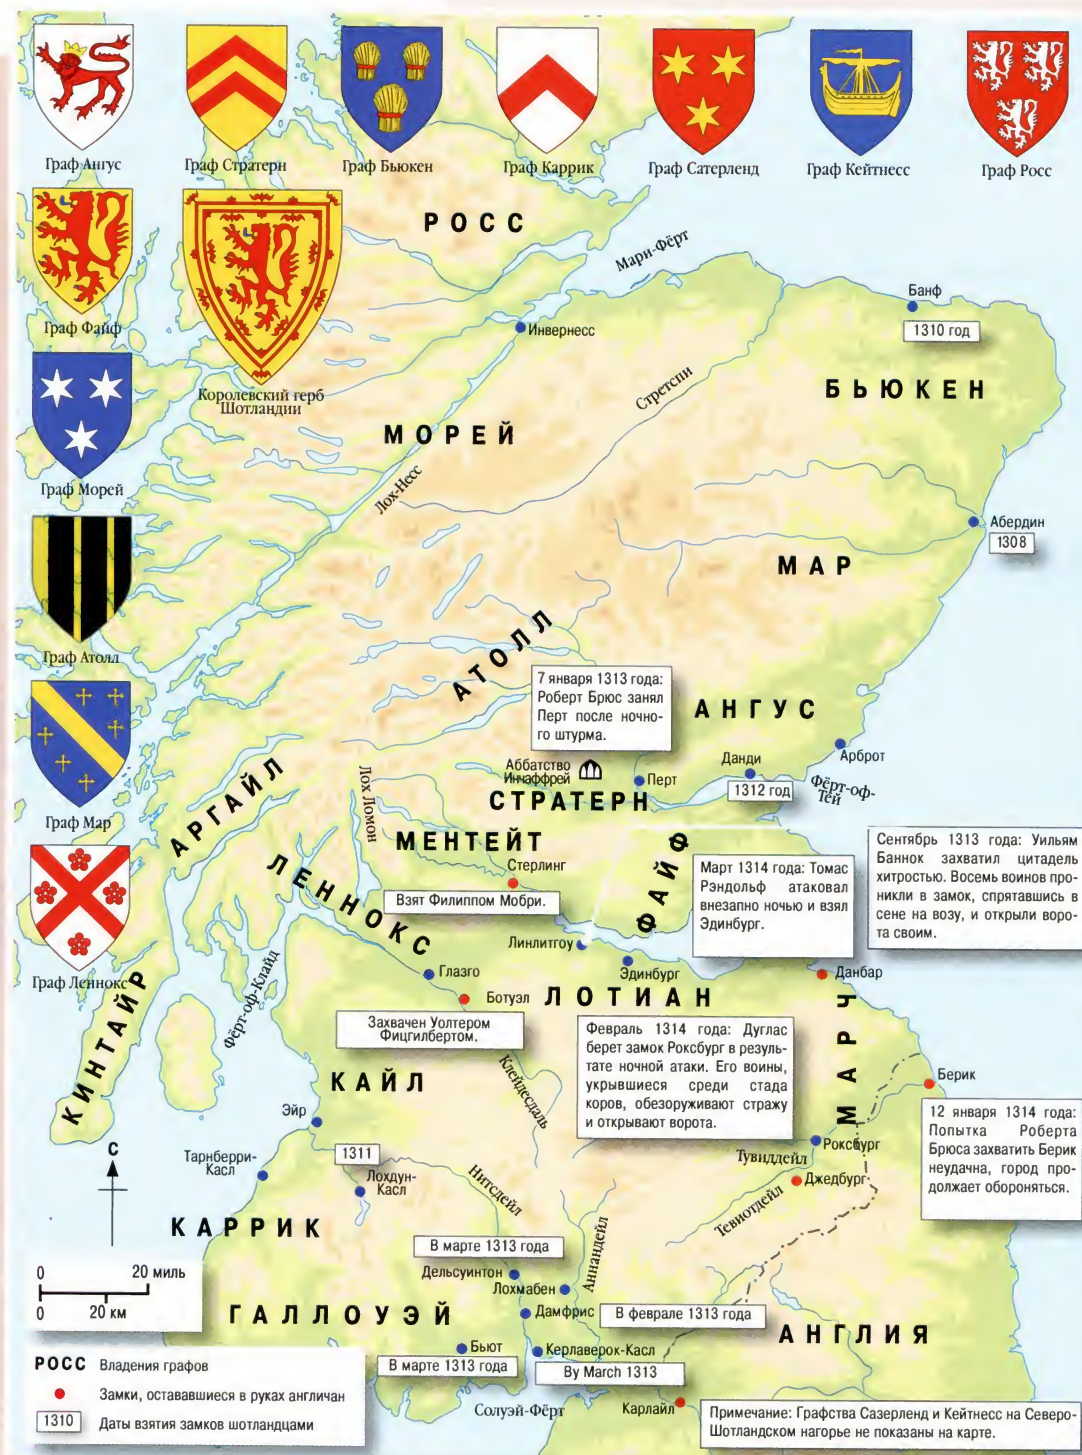 Граф Ангус
Граф Стратерн
Граф Бьюкен
Граф Каррик
Граф Сатерленд
Граф Кейтнесс
Граф Росс
Граф Файф
Королевский герб
Шотландии
Граф Морей
Граф Атолл
Граф Мар
Граф Леннокс
РОСС
Мари-Фёрт
Банф
1310 год
Инвернесс
БЬЮКЕН
Стретспи
МОРЕЙ
Лох-Несс
Абердин
1308
МАР
АТОЛЛ
7 января 1313 года:
Роберт Брюс занял
Перт после ночно-
го штурма.
АНГУС
Арброт
Данди
1312 год
Фёрт-оф-
Тей
Аббатство
Инчаффрей
Перт
СТРАТЕРН
АРГАЙЛ
Лох Ломон
МЕНТЕЙТ
Стерлинг
Взят Филиппом Мобри.
ЛЕННОКС
ФАЙФ
Март 1314 года: Томас
Рэндольф атаковал
внезапно ночью и взял
Эдинбург.
Сентябрь 1313 года: Уильям
Баннок захватил цитадель
хитростью. Восемь воинов про-
никли в замок, спрятавшись в
сене на возу, и открыли воро-
та своим.
Линлитгоу
Эдинбург
Данбар
Глазго
Ботуэл
ЛОТИАН
МАРЧ
Захвачен Уолтером
Фицгилбертом.
Фёрт-оф-Клайд
КИНТАЙР
Февраль 1314 года: Дуглас
берет замок Роксбург в резуль-
тате ночной атаки. Его воины,
укрывшиеся среди стада
коров, обезоруживают стражу
и открывают ворота.
Клейдесдаль
КАЙЛ
Берик
12 января 1314 года:
Попытка Роберта
Брюса захватить Берик
неудачна, город про-
должает обороняться.
Эйр
С
1311
Тарнберри-
Касл
Лохдун-
Касл
Роксбург
Тувиддейл
Джедбург
Тевиотдейл
Нитсдейл
КАРРИК
Аннандейл
В марте 1313 года
Дельсуинтон
Лохмабен
0 20 миль
0 20 км
ГАЛЛОУЭЙ
Дамфрис
В феврале 1313 года
АНГЛИЯ
Бьют
В марте 1313 года
Керлаверок-Касл
By March 1313
РОСС Владения графов
Замки, остававшиеся в руках англичан
1310 Даты взятия замков шотландцами
Солуэй-Фёрт
Карлайл
Примечание: Графства Сазерленд и Кейтнесс на Северо-
Шотландском нагорье не показаны на карте.